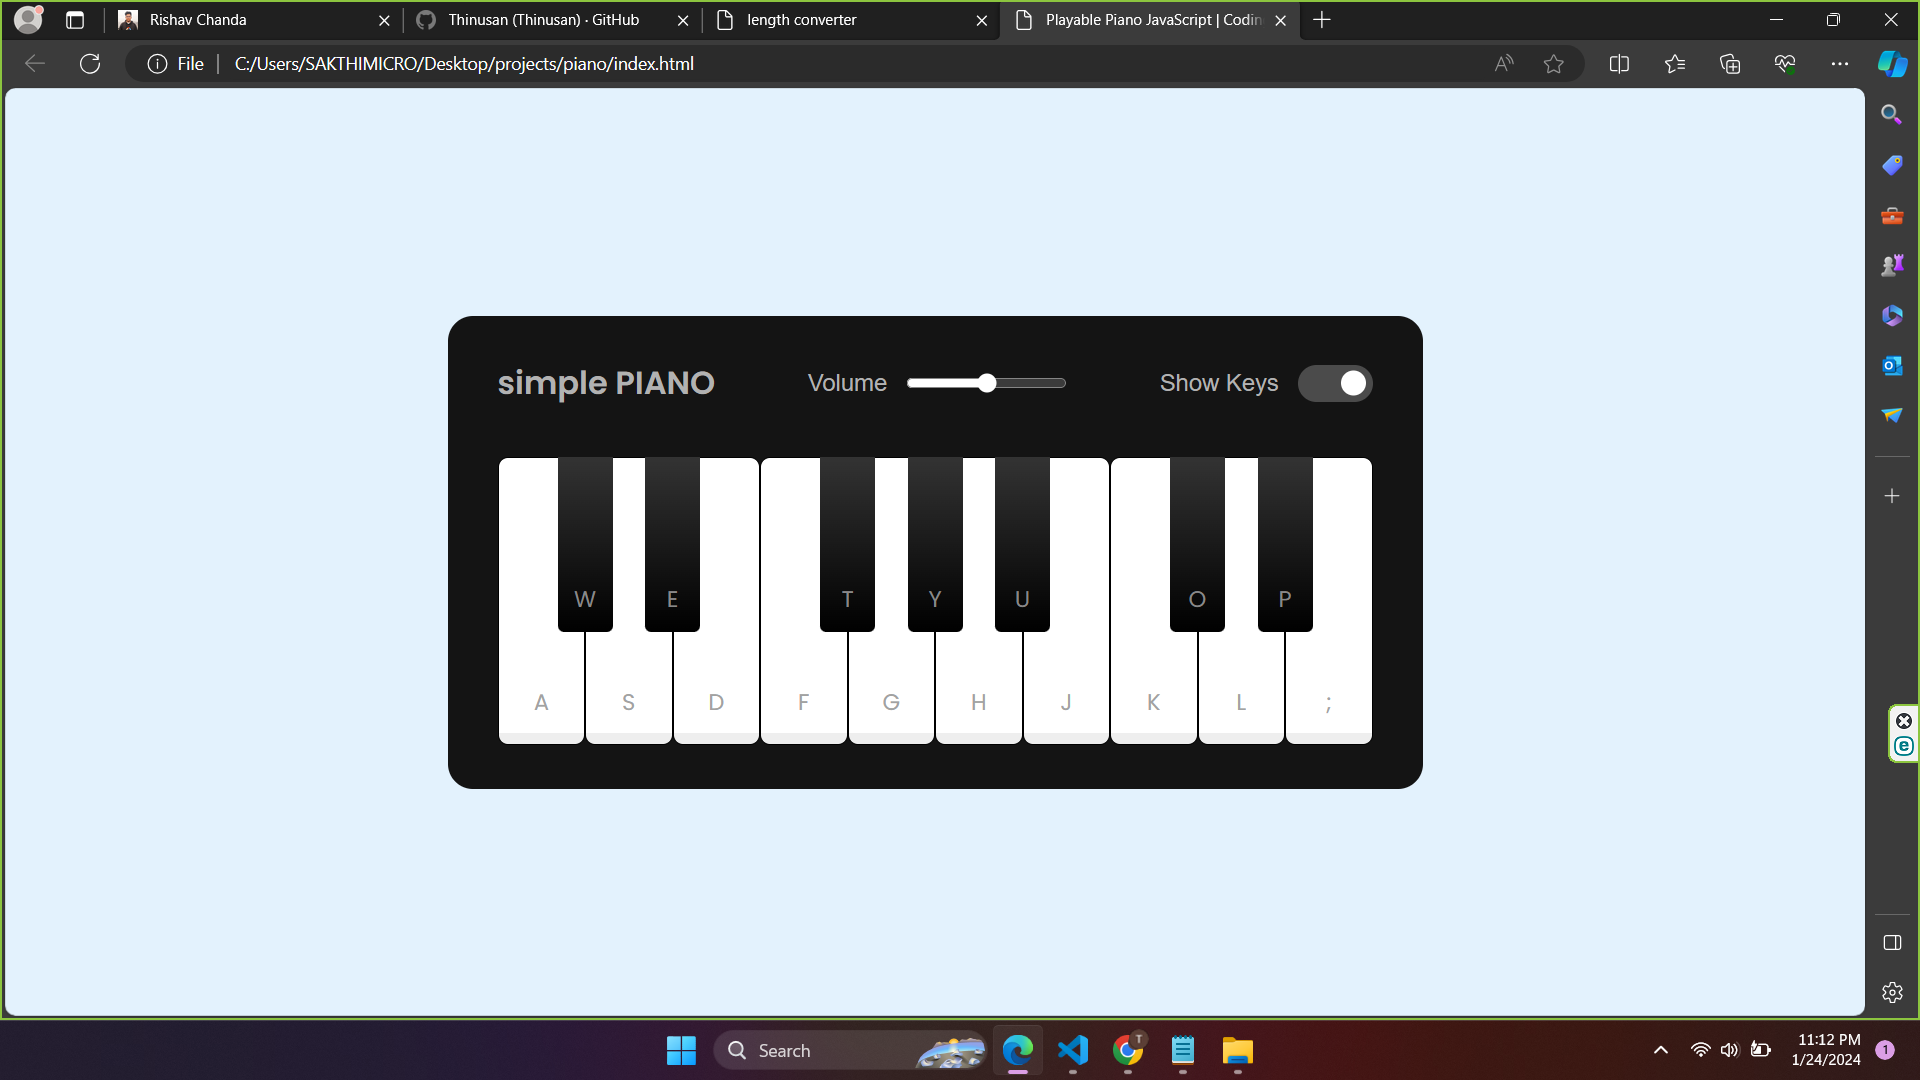 Rishav Chanda
Thinusan (Thinusan) · GitHub
length converter
Playable Piano JavaScript | Codin
File
C:/Users/SAKTHIMICRO/Desktop/projects/piano/index.html
simple PIANO
Volume
Show Keys
W E T Y U O P
A S D F G H J K L ;
Search
T
11:12 PM
1/24/2024
1